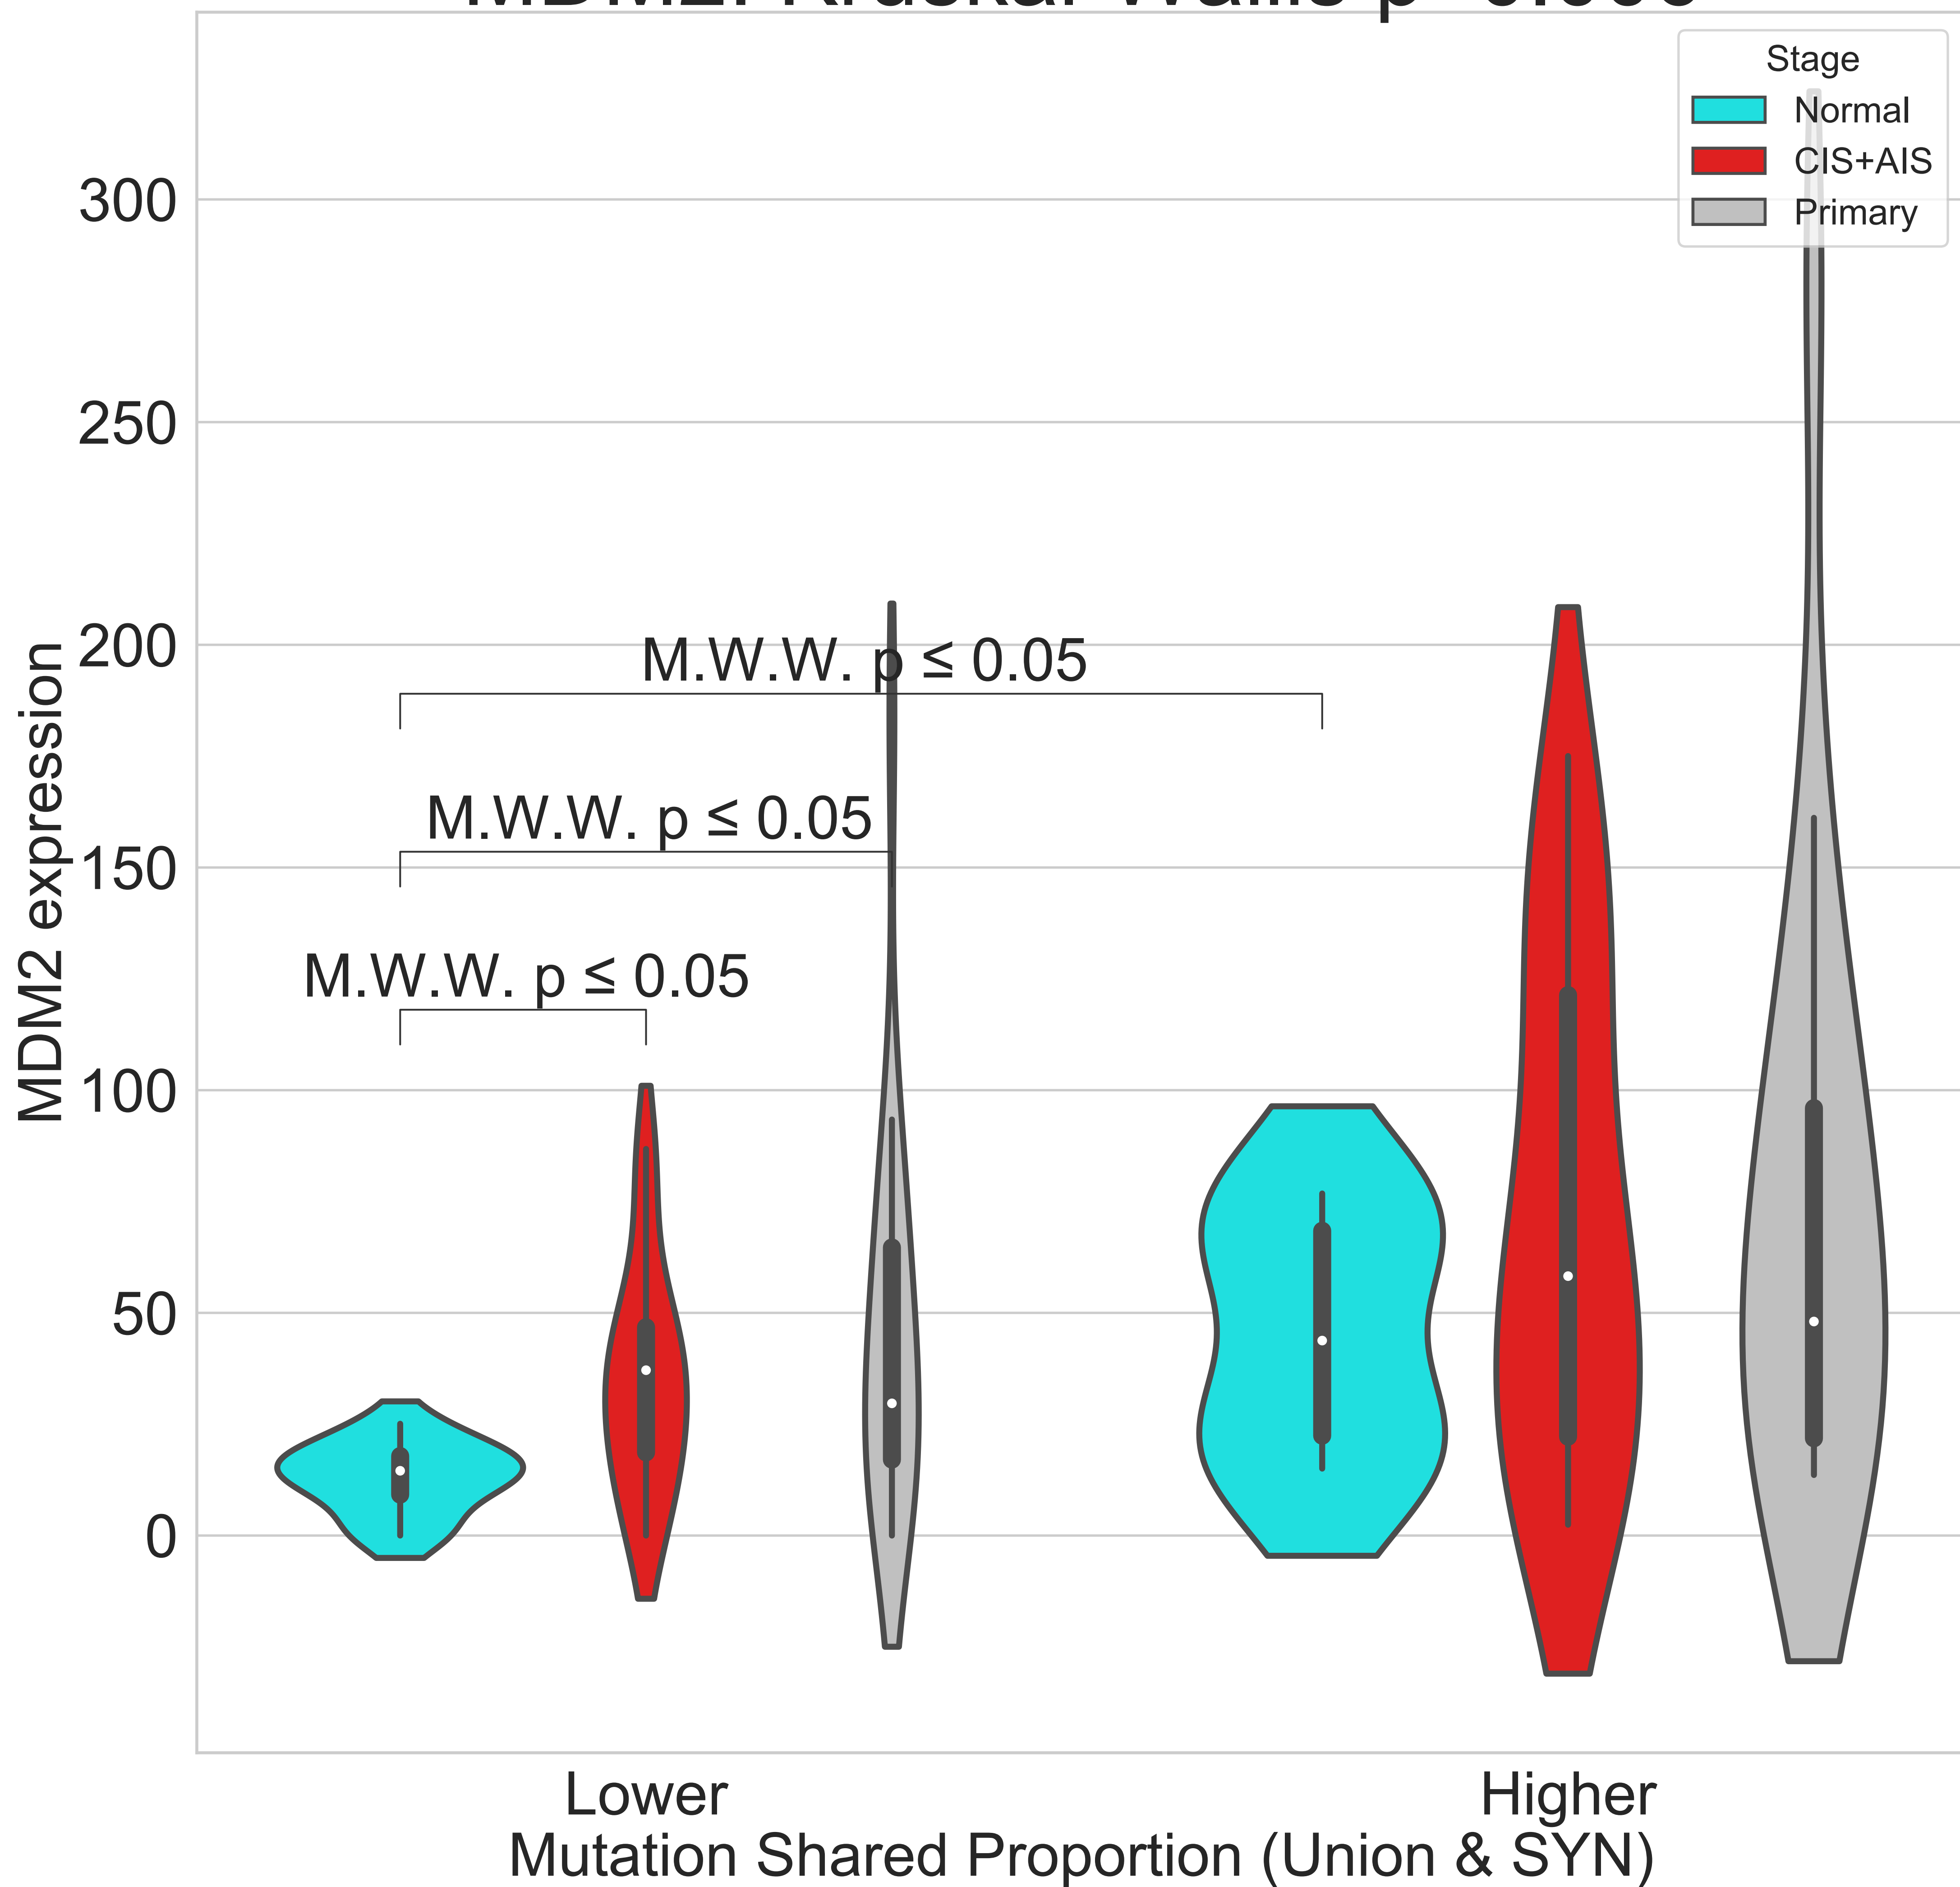 Stage
Normal
CIS+AIS
Primary
300
250
200
150
100
50
0
MDM2 expression
M.W.W. p ≤ 0.05
M.W.W. p ≤ 0.05
M.W.W. p ≤ 0.05
Lower
Higher
Mutation Shared Proportion (Union & SYN)